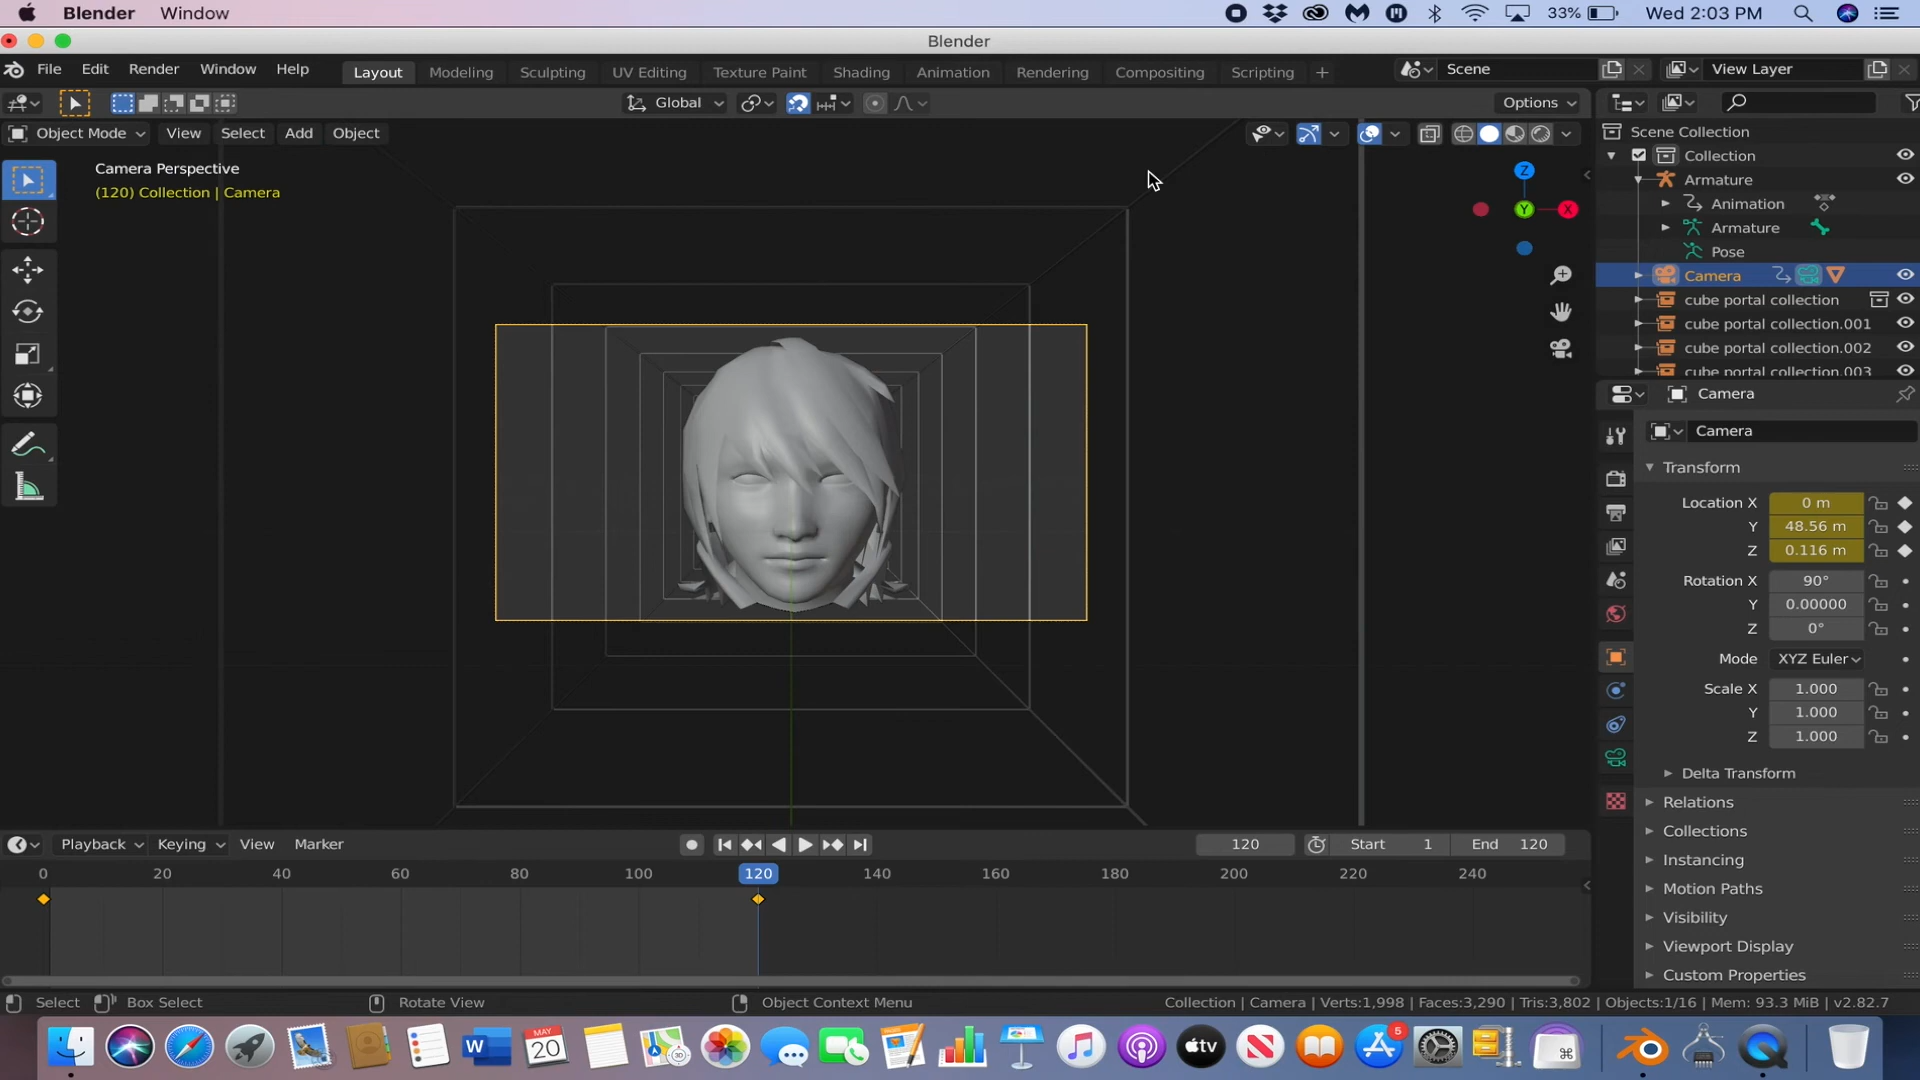 Blender Window 33% Wed 2:03 PM
Blender
File Edit Render Window Help Layout Modeling Sculpting UV Editing Texture Paint Shading Animation Rendering Compositing Scripting + Scene View Layer
Global Options
Object Mode View Select Add Object
Scene Collection
Collection
Armature
Animation
Armature
Pose
Camera
cube portal collection
cube portal collection.001
cube portal collection.002
cube portal collection.003
Camera Perspective
(120) Collection | Camera
Z
Y
X
Camera
Camera
Transform
Location X 0 m
Y 48.56 m
Z 0.116 m
Rotation X 90°
Y 0.00000
Z 0°
Mode XYZ Euler
Scale X 1.000
Y 1.000
Z 1.000
Delta Transform
Relations
Collections
Instancing
Motion Paths
Visibility
Viewport Display
Custom Properties
Playback Keying View Marker 120 Start 1 End 120
0 20 40 60 80 100 120 140 160 180 200 220 240
Select Box Select Rotate View Object Context Menu Collection | Camera | Verts:1,998 | Faces:3,290 | Tris:3,802 | Objects:1/16 | Mem: 93.3 MiB | v2.82.7
W
MAY
20
tv
5